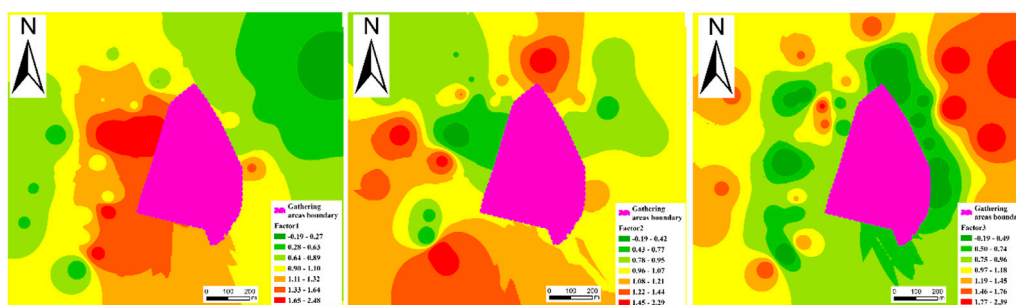 N
Gathering
areas boundary
Factor1
-0.19 - 0.27
0.28 - 0.63
0.64 - 0.89
0.90 - 1.10
1.11 - 1.32
1.33 - 1.64
1.65 - 2.48
0 100 200
m
N
Gathering
areas boundary
Factor2
-0.19 - 0.42
0.43 - 0.77
0.78 - 0.95
0.96 - 1.07
1.08 - 1.21
1.22 - 1.44
1.45 - 2.29
0 100 200
m
N
Gathering
areas boundary
Factor3
-0.19 - 0.49
0.50 - 0.74
0.75 - 0.96
0.97 - 1.18
1.19 - 1.45
1.46 - 1.76
1.77 - 2.39
0 100 200
m